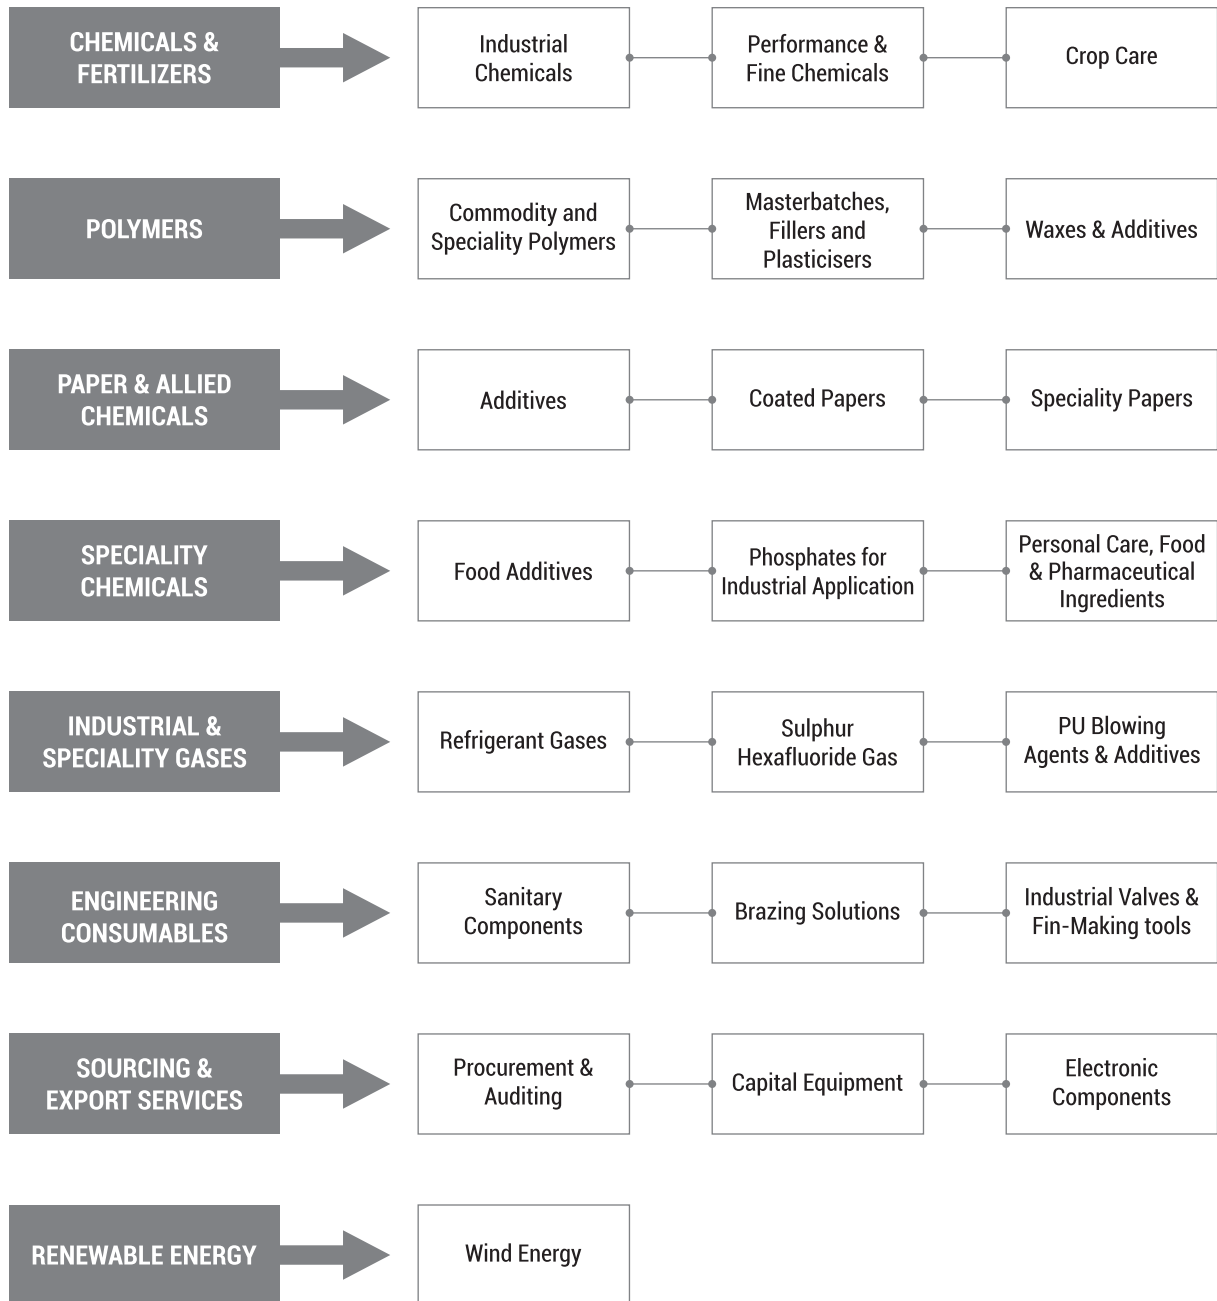 CHEMICALS &
FERTILIZERS
Industrial
Chemicals
Performance &
Fine Chemicals
Crop Care
POLYMERS
Commodity and
Speciality Polymers
Masterbatches,
Fillers and
Plasticisers
Waxes & Additives
PAPER & ALLIED
CHEMICALS
Additives
Coated Papers
Speciality Papers
SPECIALITY
CHEMICALS
Food Additives
Phosphates for
Industrial Application
Personal Care, Food
& Pharmaceutical
Ingredients
INDUSTRIAL &
SPECIALITY GASES
Refrigerant Gases
Sulphur
Hexafluoride Gas
PU Blowing
Agents & Additives
ENGINEERING
CONSUMABLES
Sanitary
Components
Brazing Solutions
Industrial Valves &
Fin-Making tools
SOURCING &
EXPORT SERVICES
Procurement &
Auditing
Capital Equipment
Electronic
Components
RENEWABLE ENERGY
Wind Energy